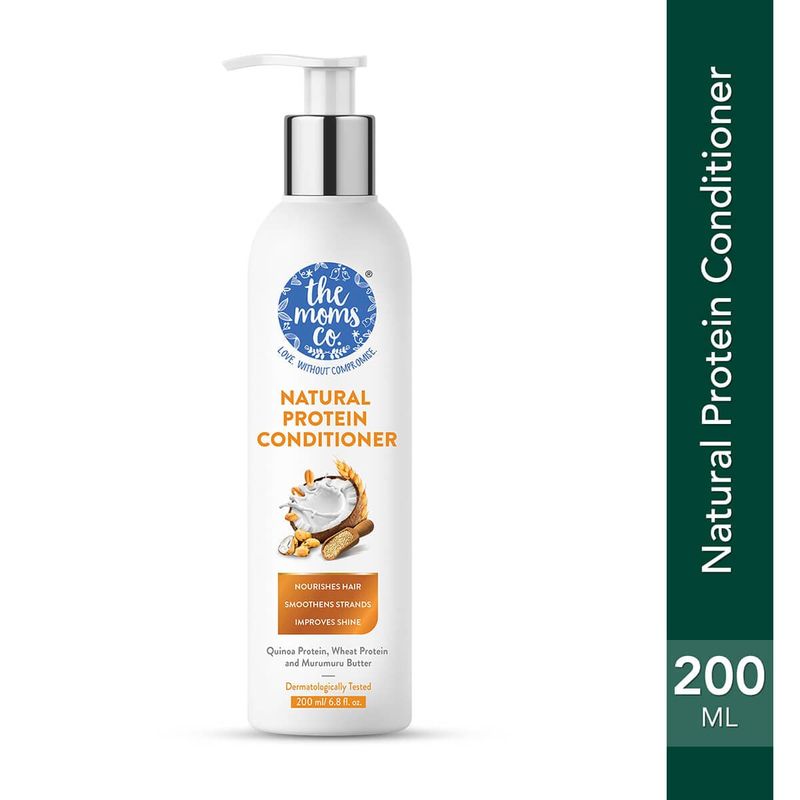 the
moms
co.
®
LOVE. WITHOUT COMPROMISE.
NATURAL
PROTEIN
CONDITIONER
NOURISHES HAIR
SMOOTHENS STRANDS
IMPROVES SHINE
Quinoa Protein, Wheat Protein
and Murumuru Butter
Dermatologically Tested
200 ml/ 6.8 fl. oz.
Natural Protein Conditioner
200
ML